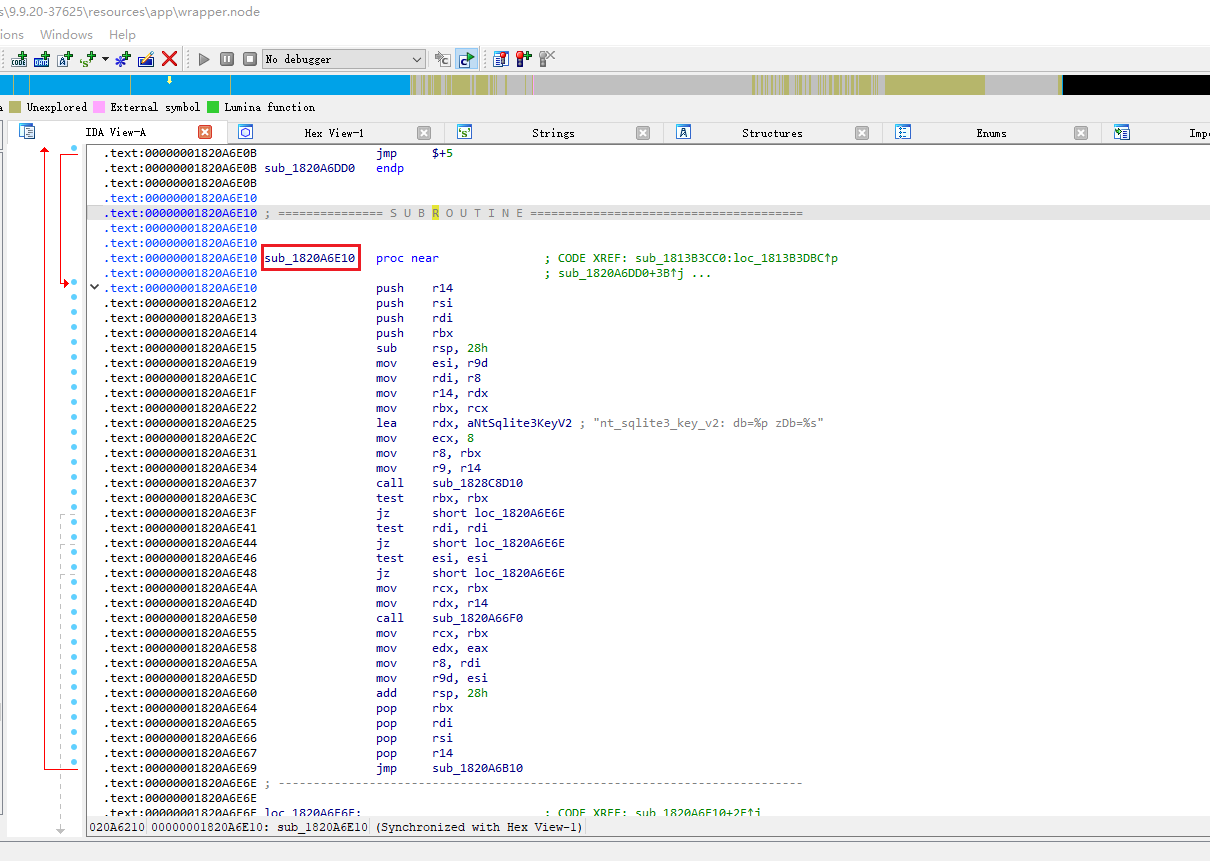 s\9.9.20-37625\resources\app\wrapper.node
ions Windows Help
No debugger
Unexplored External symbol Lumina function
IDA View-A Hex View-1 Strings Structures Enums Impo
.text:00000001820A6E0B jmp $+5
.text:00000001820A6E0B sub_1820A6DD0 endp
.text:00000001820A6E0B
.text:00000001820A6E10
.text:00000001820A6E10 ; =============== S U B R O U T I N E =======================================
.text:00000001820A6E10
.text:00000001820A6E10
.text:00000001820A6E10 sub_1820A6E10 proc near ; CODE XREF: sub_1813B3CC0:loc_1813B3DBC↑p
.text:00000001820A6E10 ; sub_1820A6DD0+3B↑j ...
.text:00000001820A6E10 push r14
.text:00000001820A6E12 push rsi
.text:00000001820A6E13 push rdi
.text:00000001820A6E14 push rbx
.text:00000001820A6E15 sub rsp, 28h
.text:00000001820A6E19 mov esi, r9d
.text:00000001820A6E1C mov rdi, r8
.text:00000001820A6E1F mov r14, rdx
.text:00000001820A6E22 mov rbx, rcx
.text:00000001820A6E25 lea rdx, aNtSqlite3KeyV2 ; "nt_sqlite3_key_v2: db=%p zDb=%s"
.text:00000001820A6E2C mov ecx, 8
.text:00000001820A6E31 mov r8, rbx
.text:00000001820A6E34 mov r9, r14
.text:00000001820A6E37 call sub_1828C8D10
.text:00000001820A6E3C test rbx, rbx
.text:00000001820A6E3F jz short loc_1820A6E6E
.text:00000001820A6E41 test rdi, rdi
.text:00000001820A6E44 jz short loc_1820A6E6E
.text:00000001820A6E46 test esi, esi
.text:00000001820A6E48 jz short loc_1820A6E6E
.text:00000001820A6E4A mov rcx, rbx
.text:00000001820A6E4D mov rdx, r14
.text:00000001820A6E50 call sub_1820A66F0
.text:00000001820A6E55 mov rcx, rbx
.text:00000001820A6E58 mov edx, eax
.text:00000001820A6E5A mov r8, rdi
.text:00000001820A6E5D mov r9d, esi
.text:00000001820A6E60 add rsp, 28h
.text:00000001820A6E64 pop rbx
.text:00000001820A6E65 pop rdi
.text:00000001820A6E66 pop rsi
.text:00000001820A6E67 pop r14
.text:00000001820A6E69 jmp sub_1820A6B10
.text:00000001820A6E6E ; ---------------------------------------------------------------------------
.text:00000001820A6E6E
.text:00000001820A6E6E loc_1820A6E6E: ; CODE XREF: sub_1820A6E10+2F↑j
020A6210 00000001820A6E10: sub_1820A6E10 (Synchronized with Hex View-1)